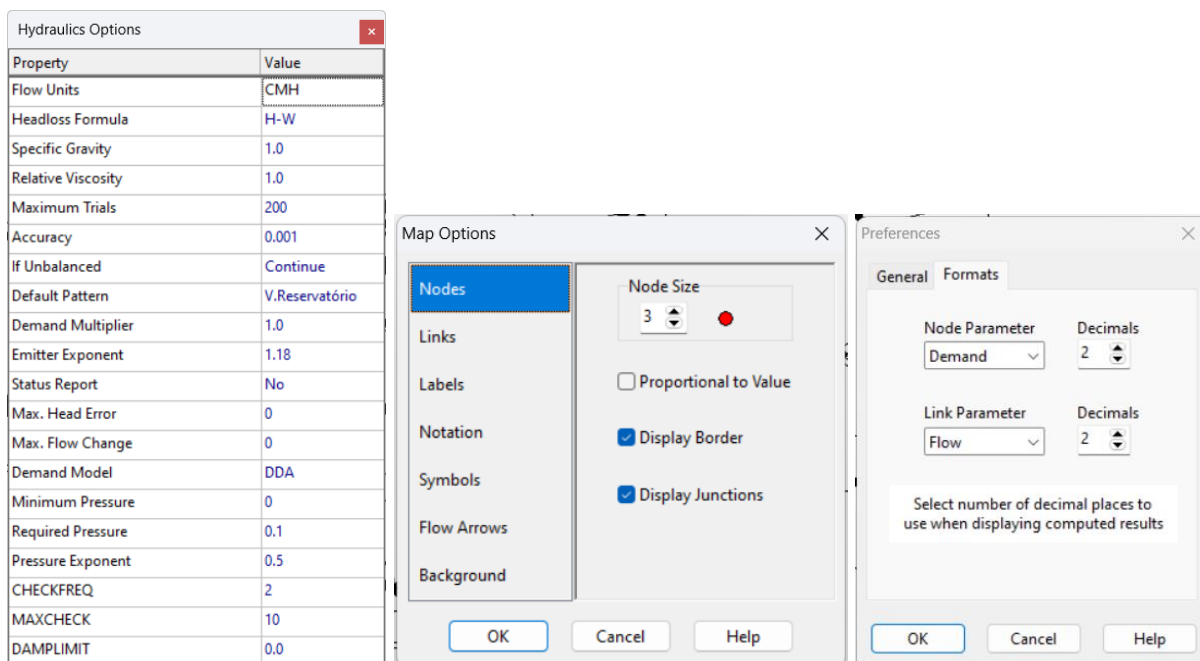 Hydraulics Options
Property Value
Flow Units CMH
Headloss Formula H-W
Specific Gravity 1.0
Relative Viscosity 1.0
Maximum Trials 200
Accuracy 0.001
If Unbalanced Continue
Default Pattern V.Reservatório
Demand Multiplier 1.0
Emitter Exponent 1.18
Status Report No
Max. Head Error 0
Max. Flow Change 0
Demand Model DDA
Minimum Pressure 0
Required Pressure 0.1
Pressure Exponent 0.5
CHECKFREQ 2
MAXCHECK 10
DAMPLIMIT 0.0
Map Options
Nodes
Links
Labels
Notation
Symbols
Flow Arrows
Background
Node Size
3
Proportional to Value
Display Border
Display Junctions
OK Cancel Help
Preferences
General Formats
Node Parameter Decimals
Demand 2
Link Parameter Decimals
Flow 2
Select number of decimal places to
use when displaying computed results
OK Cancel Help